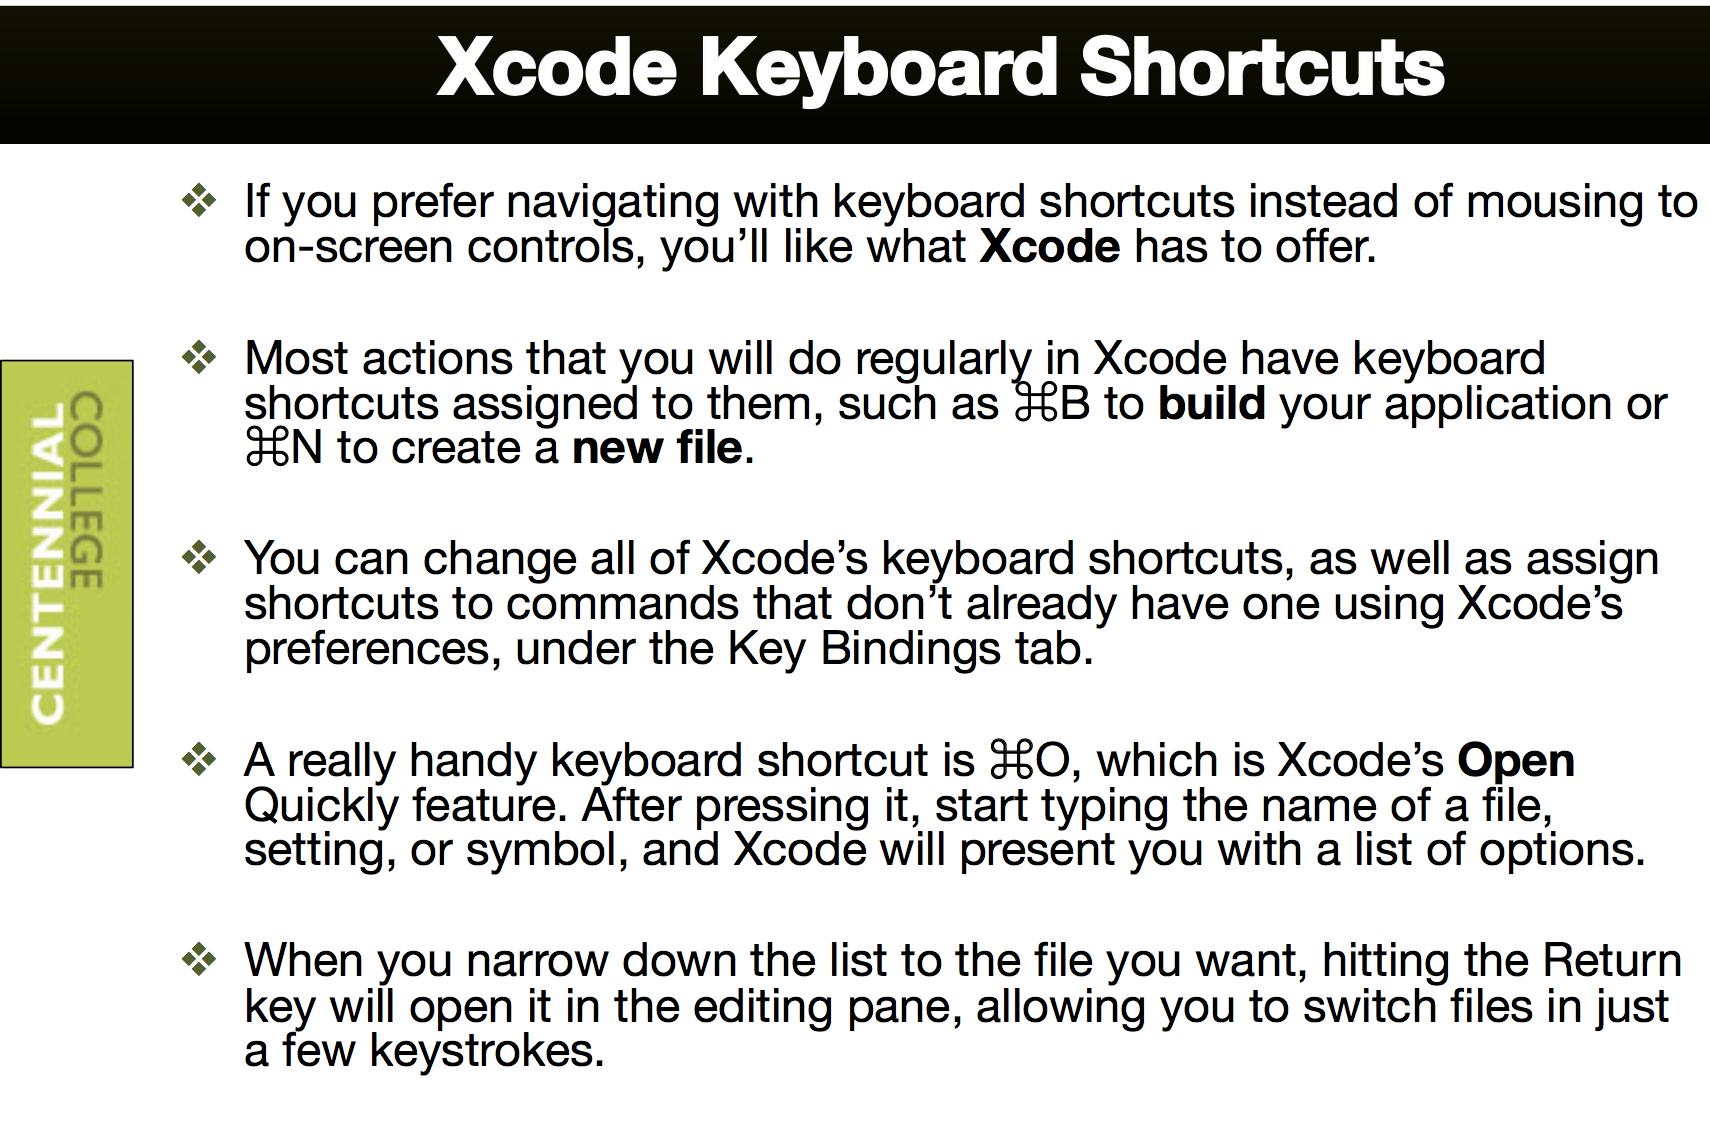 Xcode Keyboard Shortcuts
❖ If you prefer navigating with keyboard shortcuts instead of mousing to
on-screen controls, you’ll like what Xcode has to offer.
❖ Most actions that you will do regularly in Xcode have keyboard
shortcuts assigned to them, such as ⌘B to build your application or
⌘N to create a new file.
❖ You can change all of Xcode’s keyboard shortcuts, as well as assign
shortcuts to commands that don’t already have one using Xcode’s
preferences, under the Key Bindings tab.
❖ A really handy keyboard shortcut is ⌘O, which is Xcode’s Open
Quickly feature. After pressing it, start typing the name of a file,
setting, or symbol, and Xcode will present you with a list of options.
❖ When you narrow down the list to the file you want, hitting the Return
key will open it in the editing pane, allowing you to switch files in just
a few keystrokes.
CENTENNIAL
COLLEGE